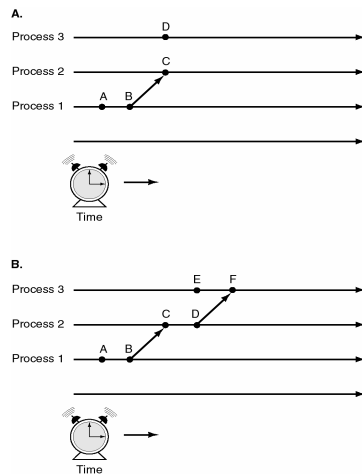 A.
D
Process 3
C
Process 2
A B
Process 1
Time
B.
E F
Process 3
C D
Process 2
A B
Process 1
Time